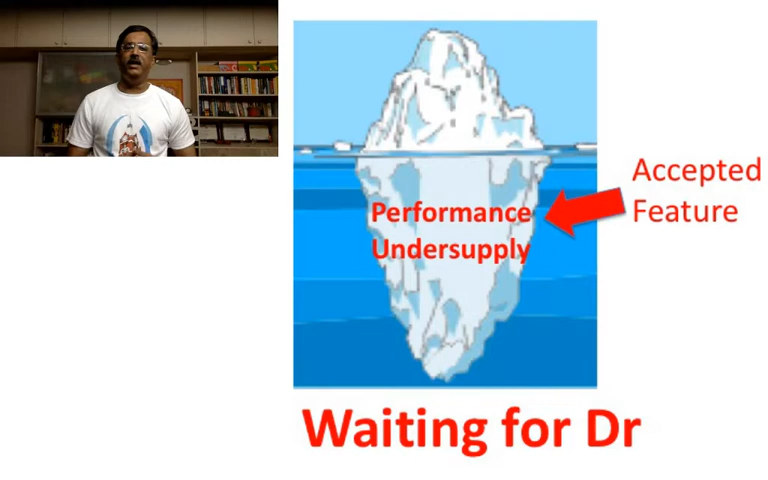 Accepted
Feature
Performance
Undersupply
Waiting for Dr